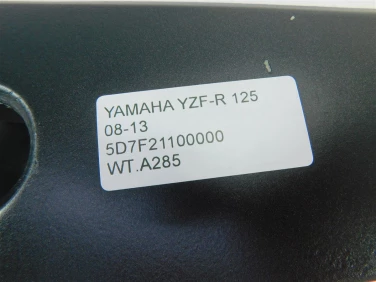 YAMAHA YZF-R 125
08-13
5D7F21100000
WT.A285